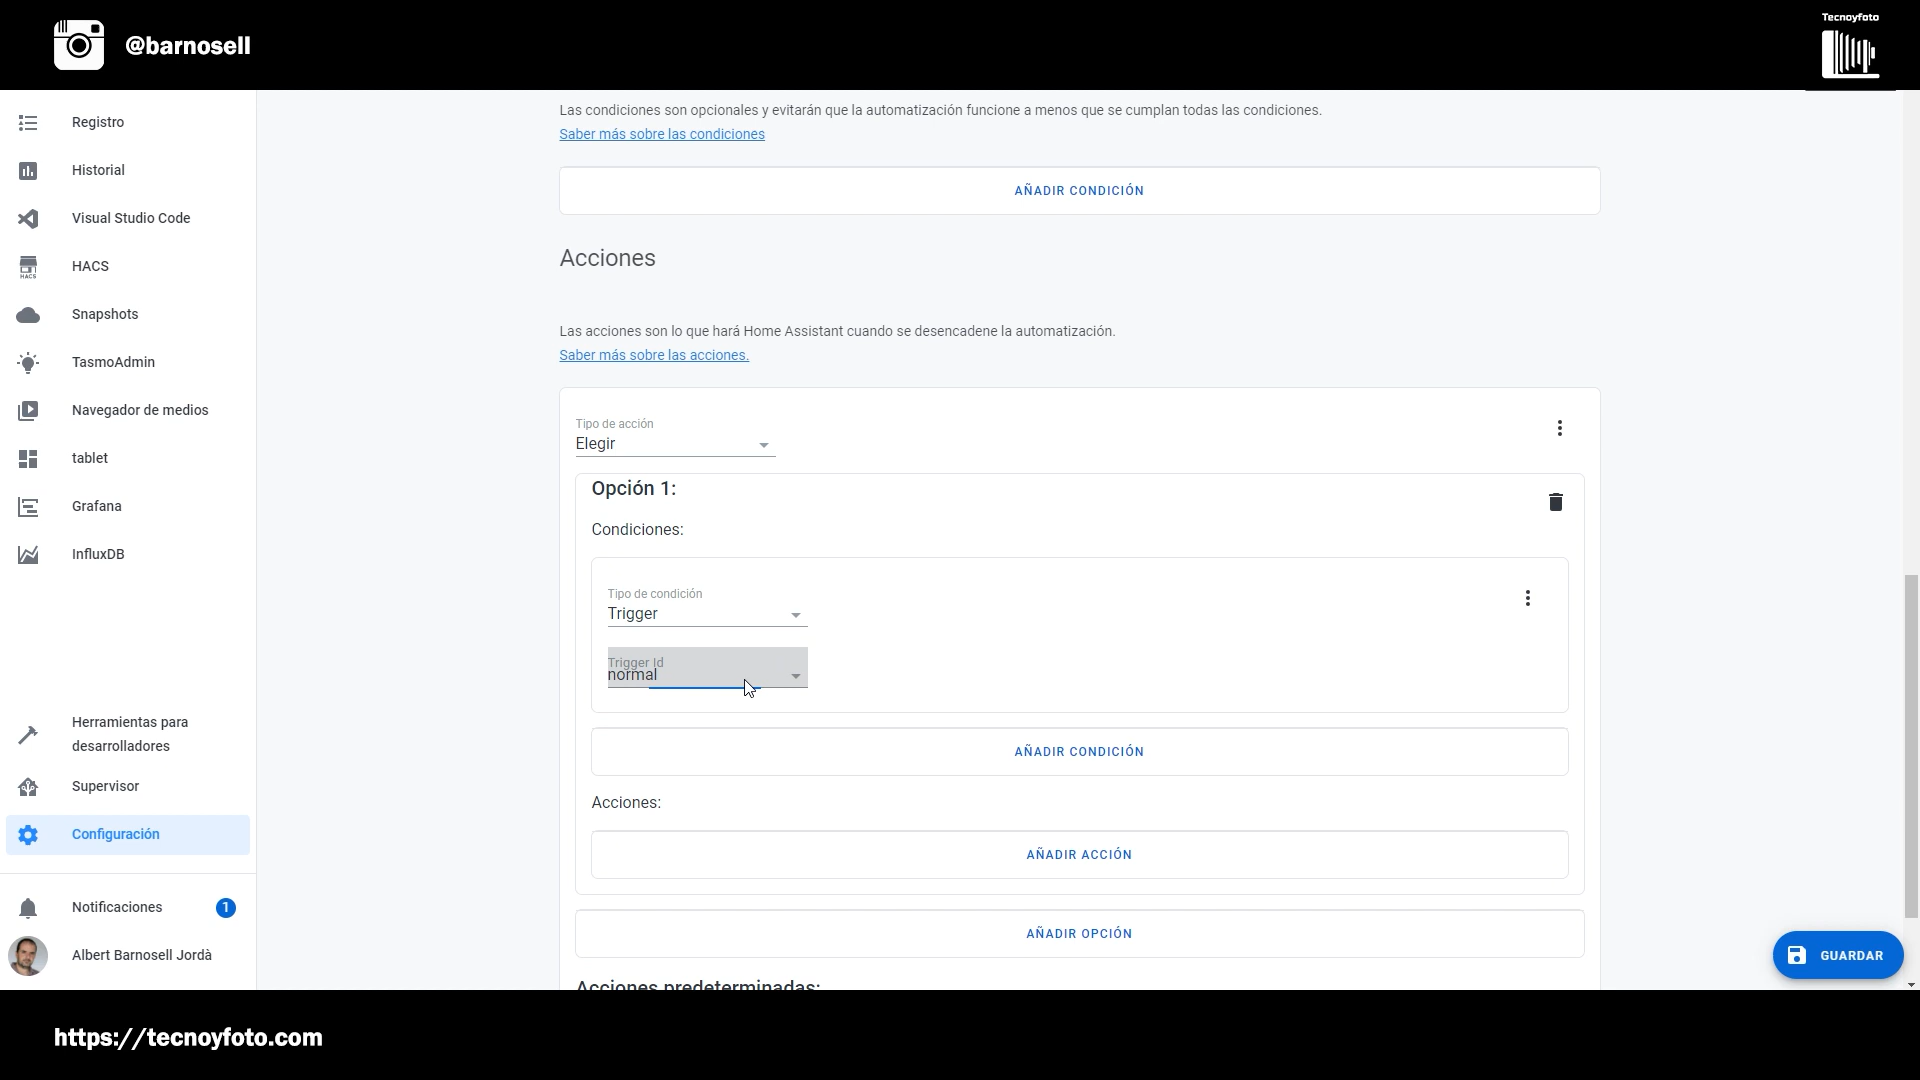 @barnosell
Tecnoyfoto
Registro
Historial
Visual Studio Code
HACS
HACS
Snapshots
TasmoAdmin
Navegador de medios
tablet
Grafana
InfluxDB
Herramientas para
desarrolladores
Supervisor
Configuración
Notificaciones
1
Albert Barnosell Jordà
Las condiciones son opcionales y evitarán que la automatización funcione a menos que se cumplan todas las condiciones.
Saber más sobre las condiciones
AÑADIR CONDICIÓN
Acciones
Las acciones son lo que hará Home Assistant cuando se desencadene la automatización.
Saber más sobre las acciones.
Tipo de acción
Elegir
Opción 1:
Condiciones:
Tipo de condición
Trigger
Trigger Id
normal
AÑADIR CONDICIÓN
Acciones:
AÑADIR ACCIÓN
AÑADIR OPCIÓN
Acciones predeterminadas:
GUARDAR
https://tecnoyfoto.com